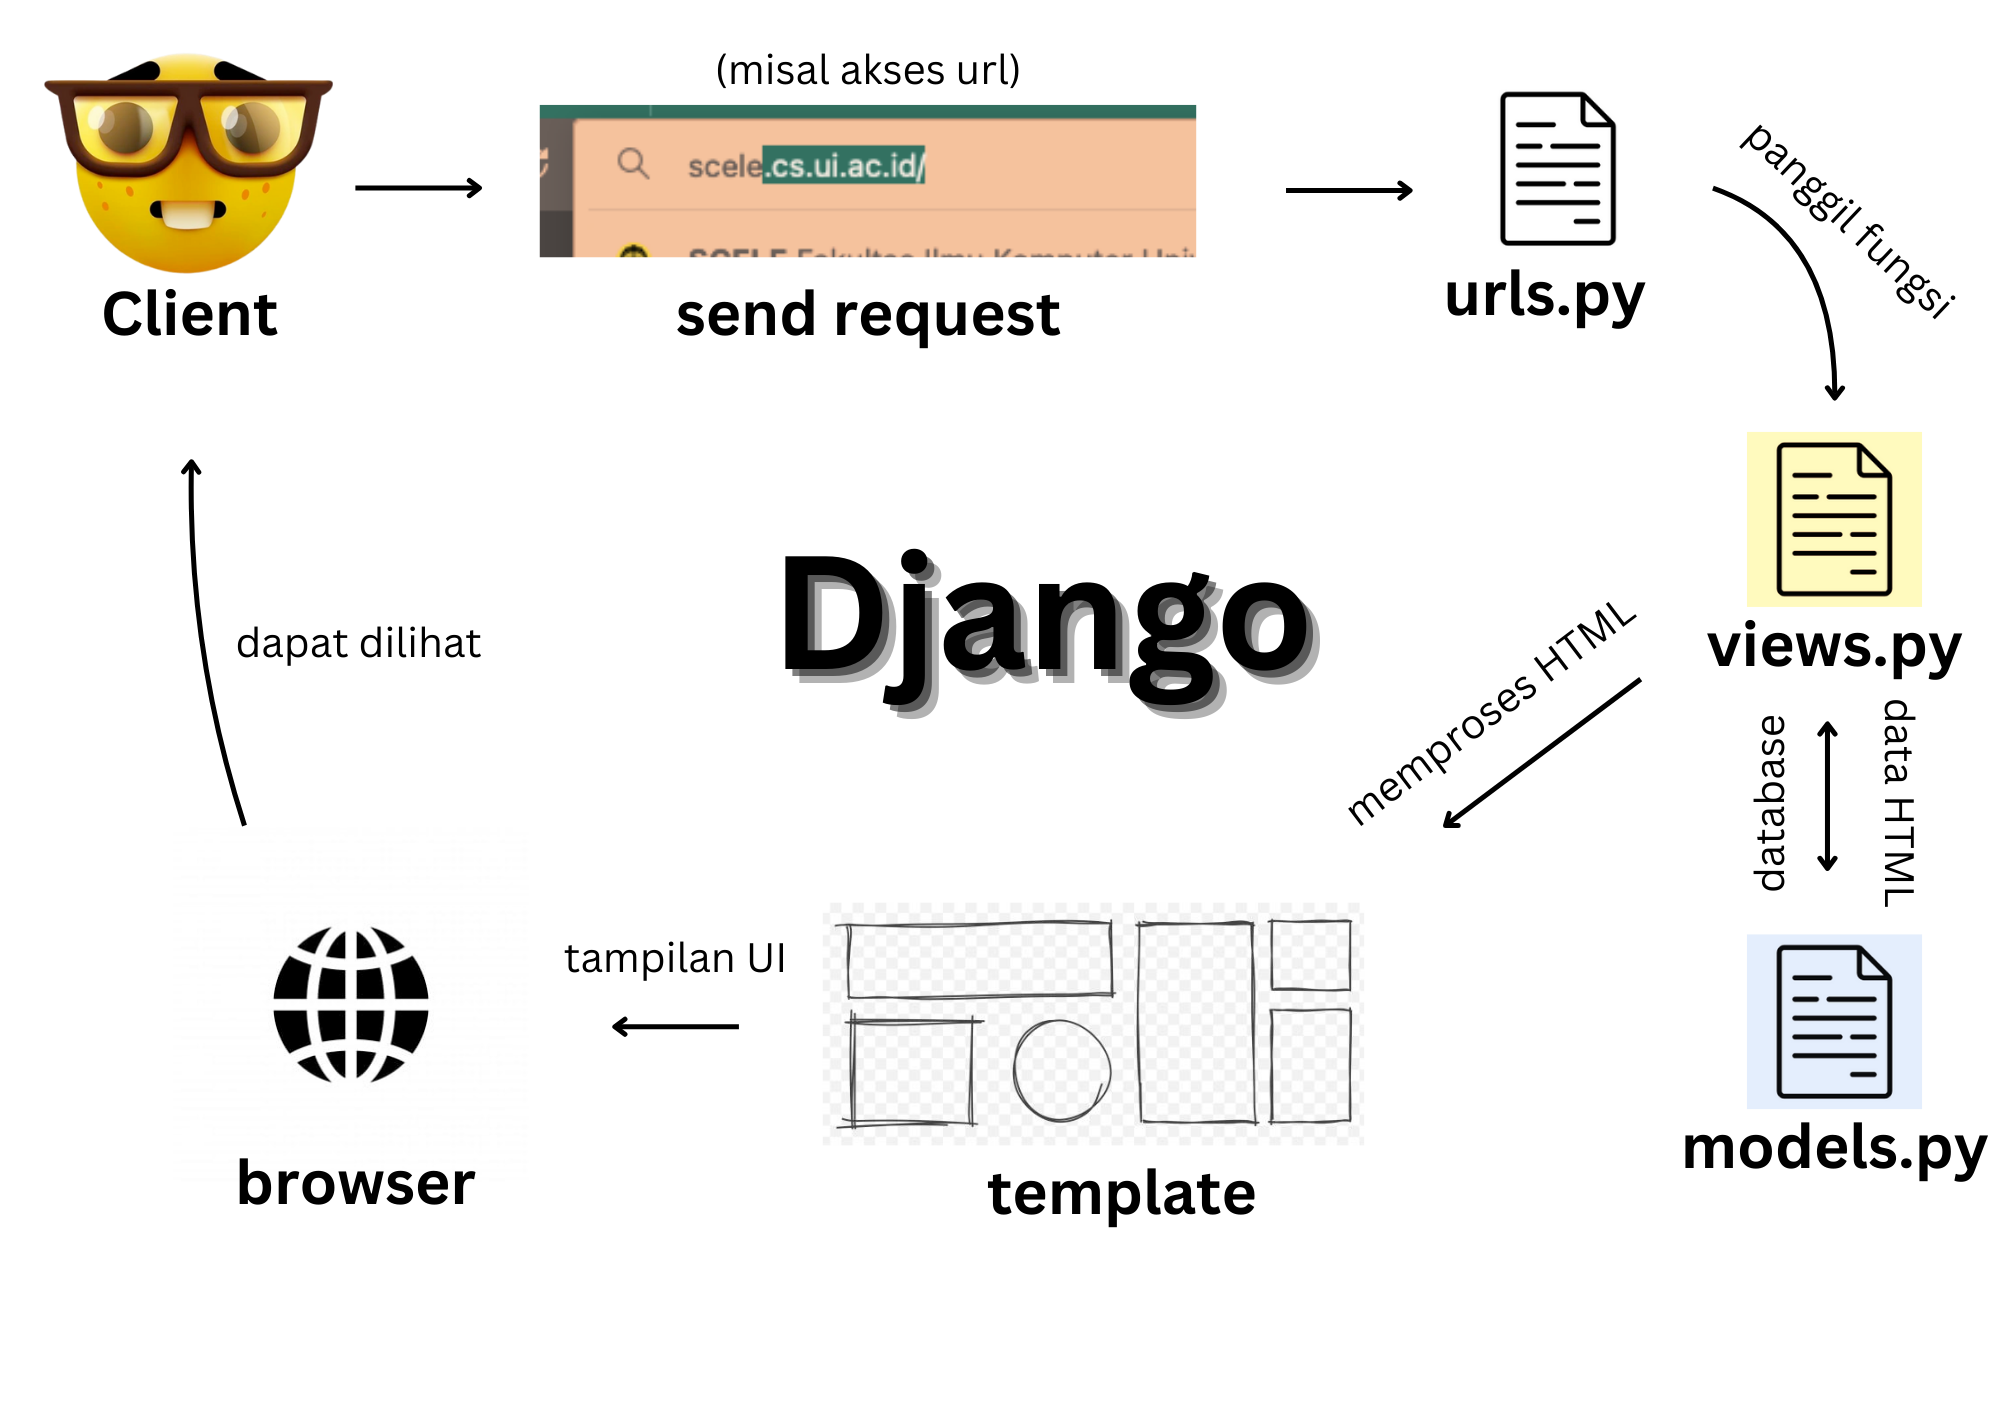 (misal akses url)
scele.cs.ui.ac.id/
SCELE Fakultas Ilmu Komputer Uni
Client
send request
urls.py
panggil fungsi
views.py
Django
dapat dilihat
memproses HTML
database
data HTML
models.py
tampilan UI
template
browser